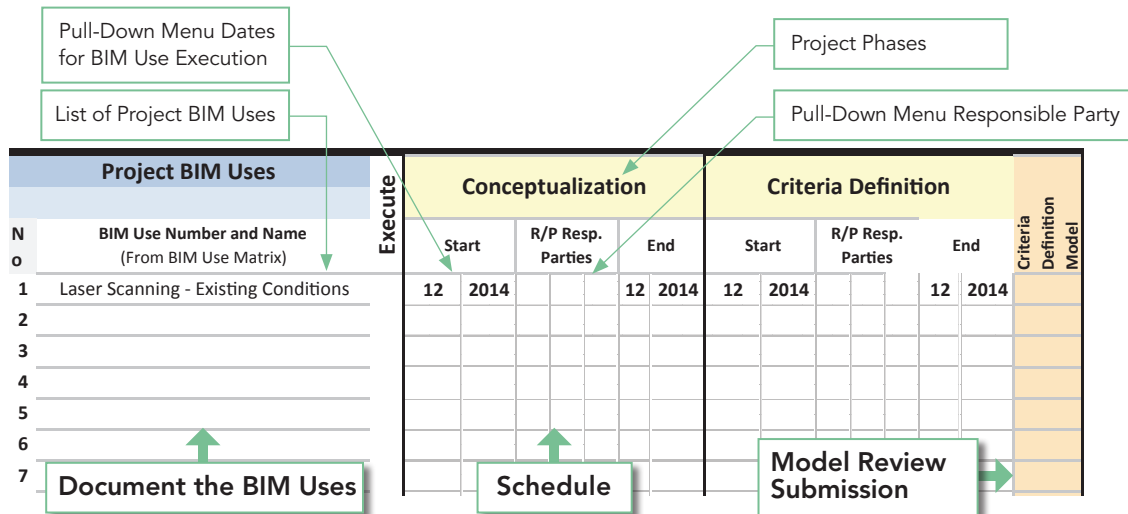 Pull-Down Menu Dates
for BIM Use Execution
Project Phases
List of Project BIM Uses
Pull-Down Menu Responsible Party
Project BIM Uses
Execute
Conceptualization
Criteria Definition
Criteria
Definition
Model
N
o
BIM Use Number and Name
(From BIM Use Matrix)
Start
R/P Resp.
Parties
End
Start
R/P Resp.
Parties
End
1 Laser Scanning - Existing Conditions 12 2014 12 2014 12 2014 12 2014
2
3
4
5
6
7
Document the BIM Uses
Schedule
Model Review
Submission